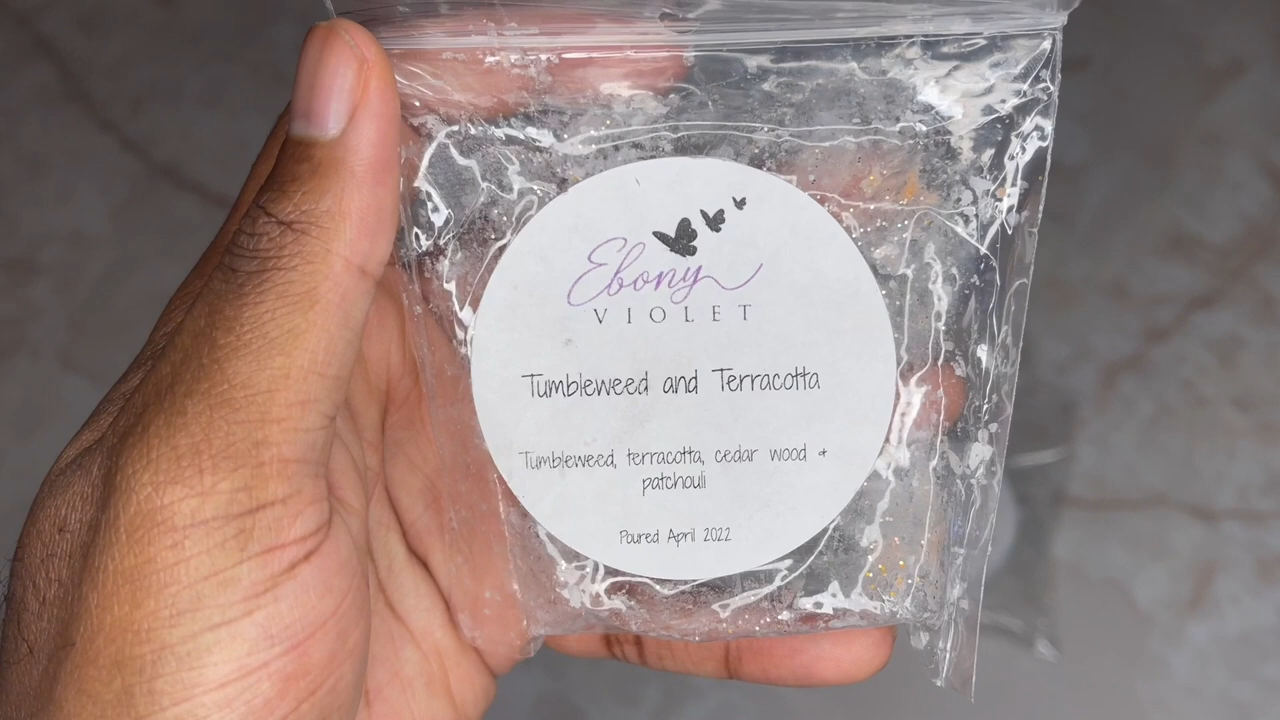 Ebony
VIOLET
Tumbleweed and Terracotta
Tumbleweed, terracotta, cedar wood +
patchouli
Poured April 2022